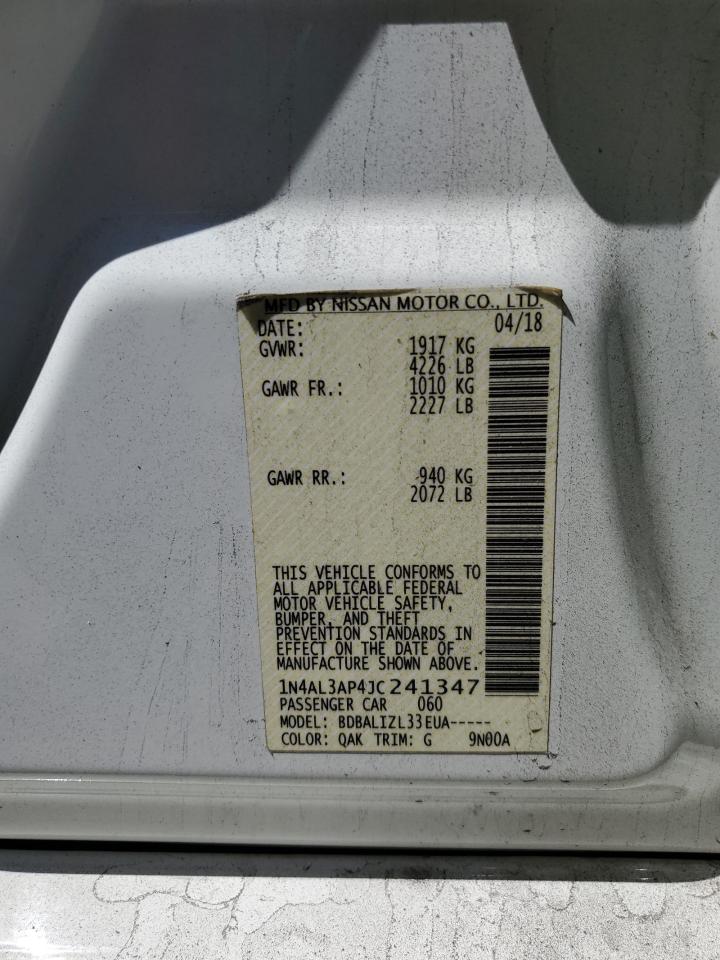 MFD BY NISSAN MOTOR CO., LTD.
DATE: 04/18
GVWR: 1917 KG
4226 LB
GAWR FR.: 1010 KG
2227 LB
GAWR RR.: 940 KG
2072 LB
THIS VEHICLE CONFORMS TO
ALL APPLICABLE FEDERAL
MOTOR VEHICLE SAFETY,
BUMPER, AND THEFT
PREVENTION STANDARDS IN
EFFECT ON THE DATE OF
MANUFACTURE SHOWN ABOVE.
1N4AL3AP4JC241347
PASSENGER CAR 060
MODEL: BDBALIZL33EUA-----
COLOR: QAK TRIM: G 9N00A